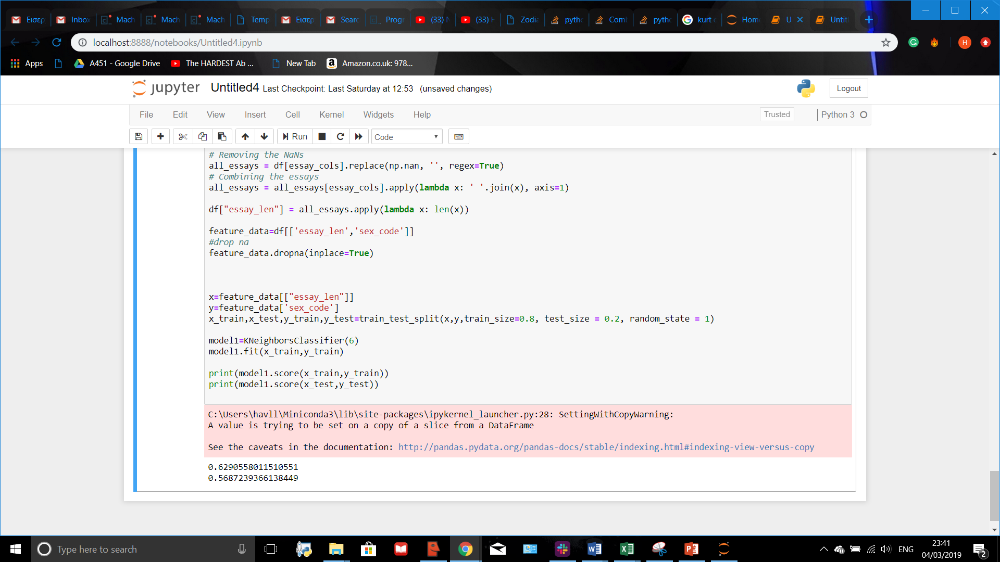 Εισερ
Inbo
Mach
Mach
Mach
Temp
Εισερ
Searc
Progr
(33) N
(33) H
Zodia
pytho
Coml
pytho
kurt c
Hom
U
Untit
localhost:8888/notebooks/Untitled4.ipynb
H
Apps
A451 - Google Drive
The HARDEST Ab ...
New Tab
Amazon.co.uk: 978...
jupyter Untitled4 Last Checkpoint: Last Saturday at 12:53 (unsaved changes)
Logout
File Edit View Insert Cell Kernel Widgets Help
Trusted
Python 3
Run
Code
# Removing the NaNs
all_essays = df[essay_cols].replace(np.nan, '', regex=True)
# Combining the essays
all_essays = all_essays[essay_cols].apply(lambda x: ' '.join(x), axis=1)
df["essay_len"] = all_essays.apply(lambda x: len(x))
feature_data=df[['essay_len','sex_code']]
#drop na
feature_data.dropna(inplace=True)
x=feature_data[["essay_len"]]
y=feature_data['sex_code']
x_train,x_test,y_train,y_test=train_test_split(x,y,train_size=0.8, test_size = 0.2, random_state = 1)
model1=KNeighborsClassifier(6)
model1.fit(x_train,y_train)
print(model1.score(x_train,y_train))
print(model1.score(x_test,y_test))
C:\Users\havll\Miniconda3\lib\site-packages\ipykernel_launcher.py:28: SettingWithCopyWarning:
A value is trying to be set on a copy of a slice from a DataFrame
See the caveats in the documentation: http://pandas.pydata.org/pandas-docs/stable/indexing.html#indexing-view-versus-copy
0.6290558011510551
0.5687239366138449
Type here to search
ENG
23:41
04/03/2019
2